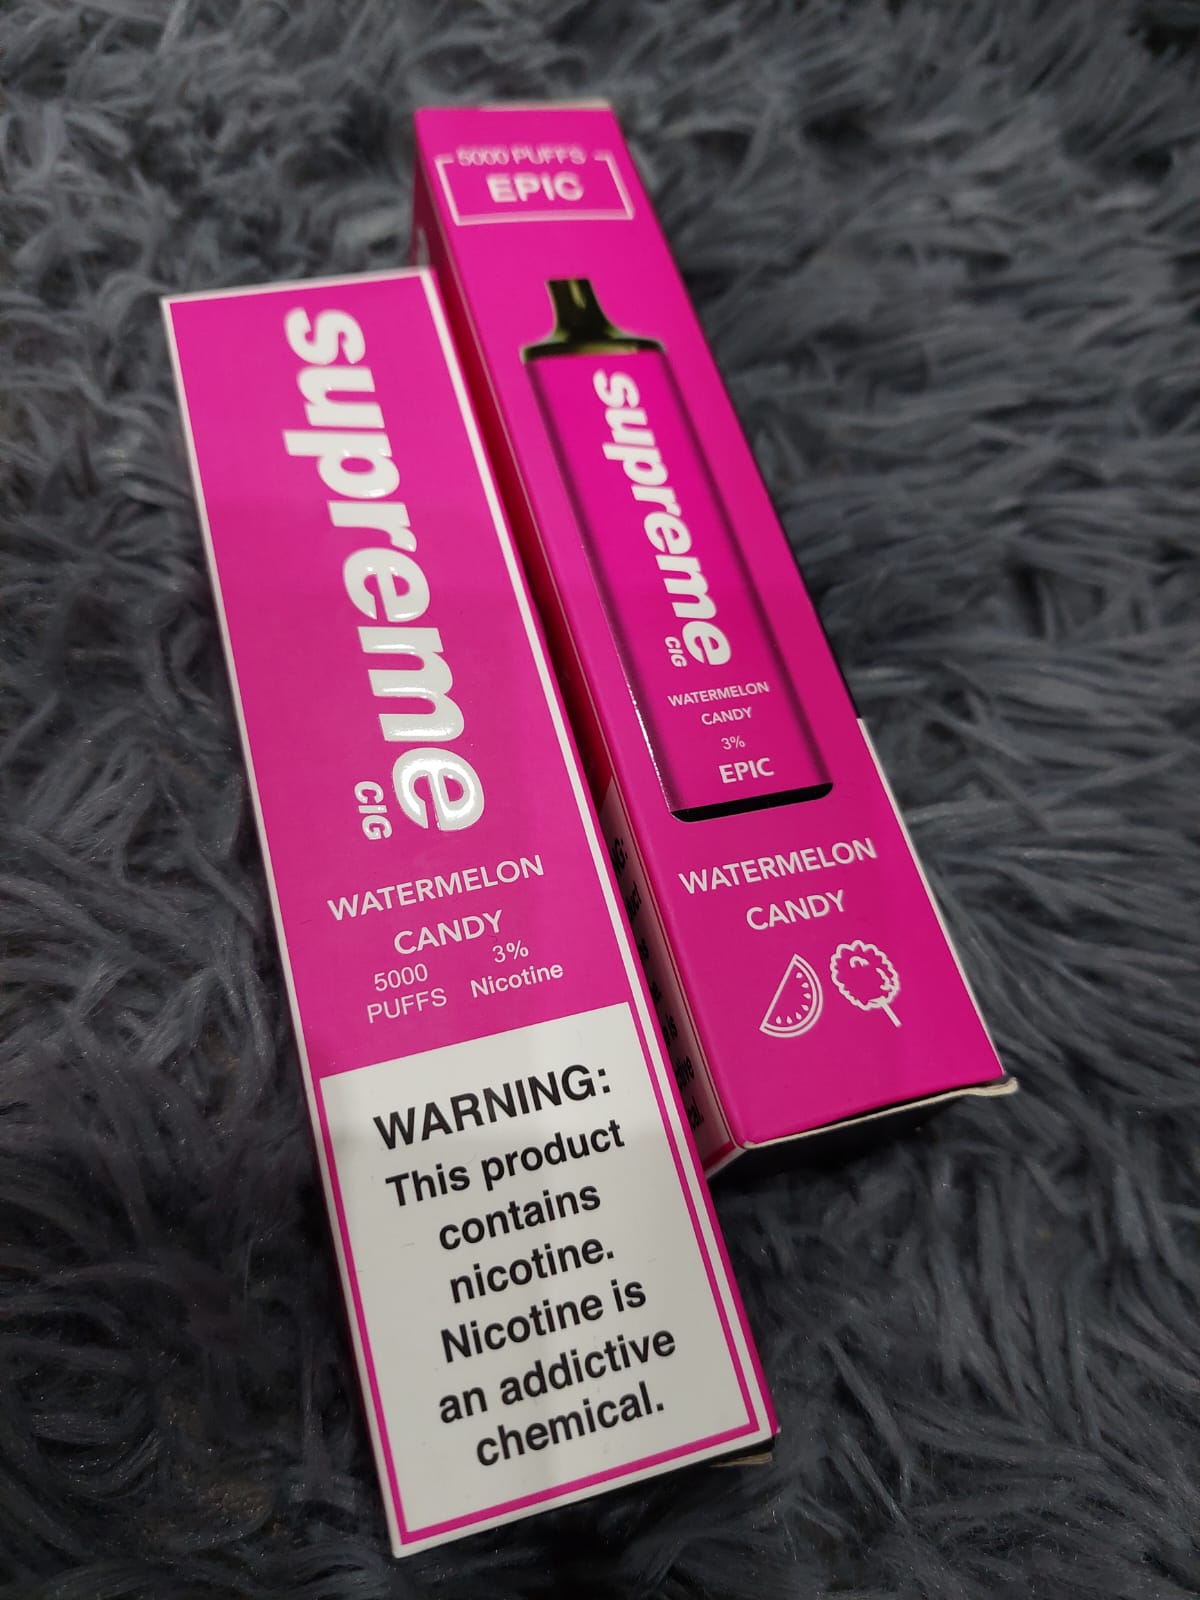 supreme
CIG
WATERMELON
CANDY
5000
PUFFS
3%
Nicotine
WARNING:
This product
contains
nicotine.
Nicotine is
an addictive
chemical.
5000 PUFFS
EPIC
supreme
CIG
WATERMELON
CANDY
3%
EPIC
WATERMELON
CANDY